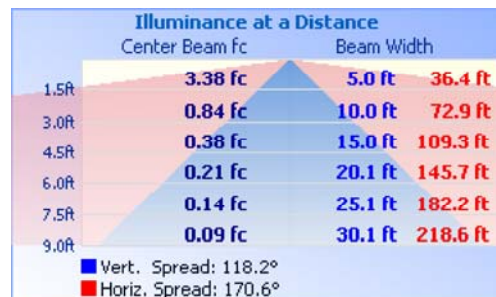 Illuminance at a Distance
Center Beam fc Beam Width
1.5ft 3.38 fc 5.0 ft 36.4 ft
3.0ft 0.84 fc 10.0 ft 72.9 ft
4.5ft 0.38 fc 15.0 ft 109.3 ft
6.0ft 0.21 fc 20.1 ft 145.7 ft
7.5ft 0.14 fc 25.1 ft 182.2 ft
9.0ft 0.09 fc 30.1 ft 218.6 ft
Vert. Spread: 118.2°
Horiz. Spread: 170.6°